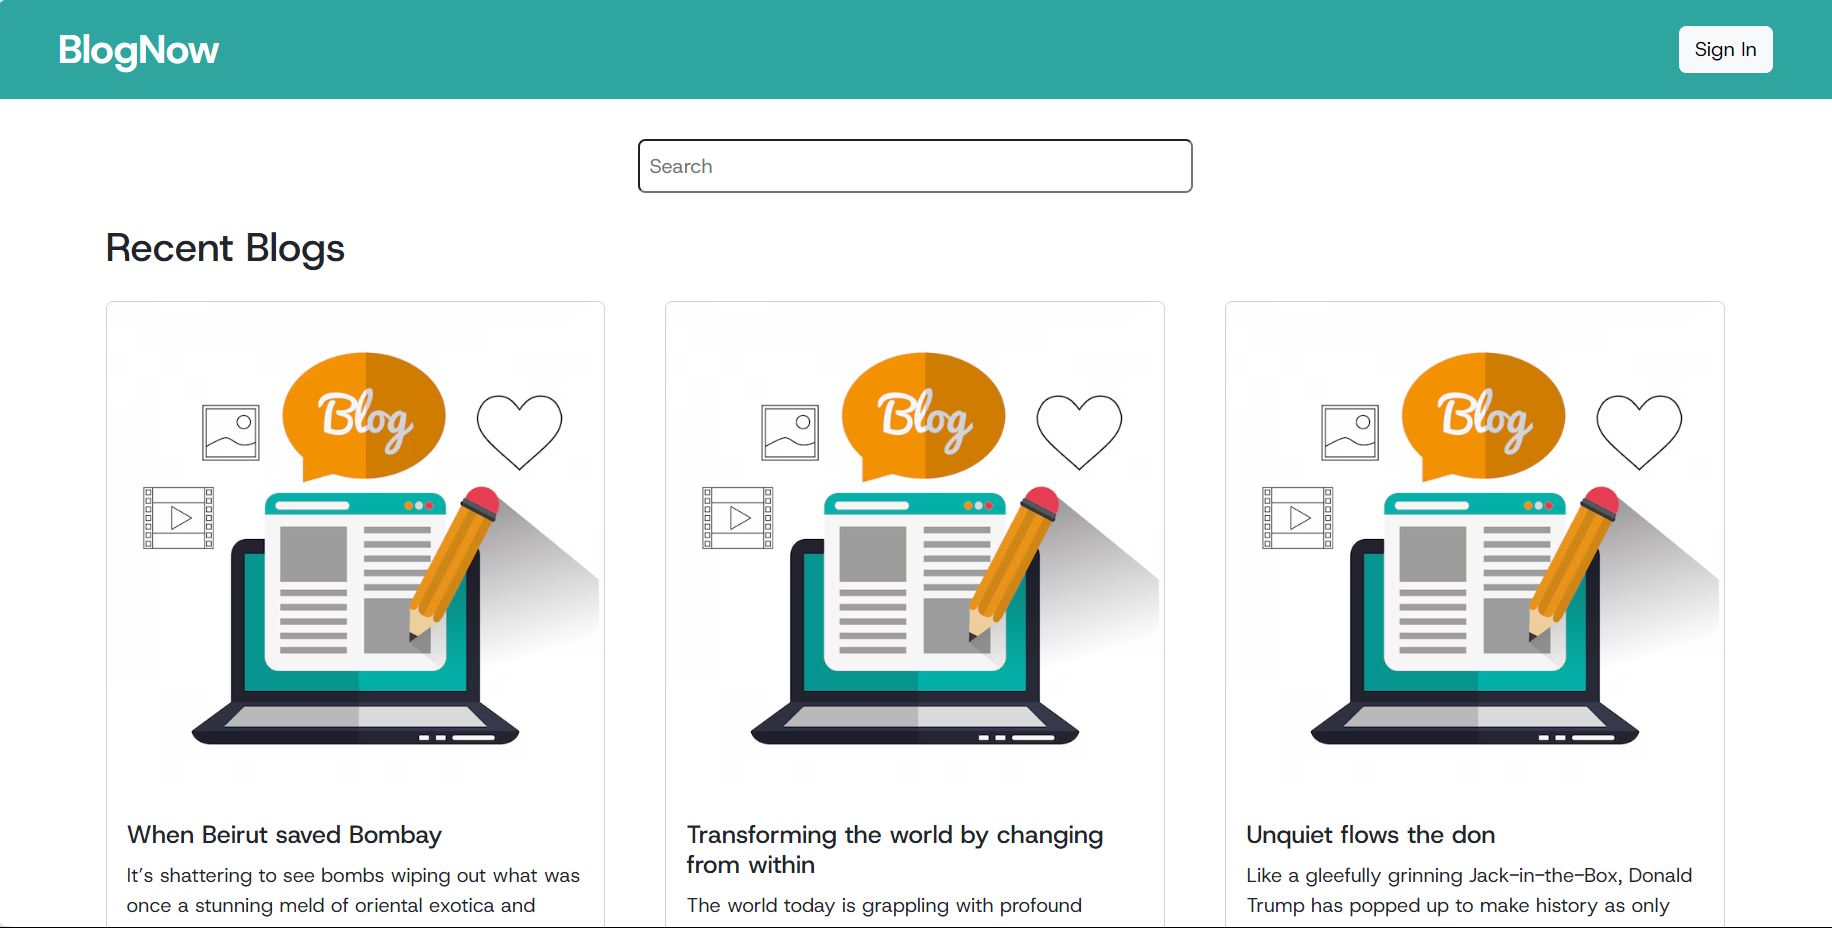 BlogNow
Sign In
Search
Recent Blogs
Blog
Blog
Blog
When Beirut saved Bombay
It’s shattering to see bombs wiping out what was
once a stunning meld of oriental exotica and
Transforming the world by changing
from within
The world today is grappling with profound
Unquiet flows the don
Like a gleefully grinning Jack-in-the-Box, Donald
Trump has popped up to make history as only